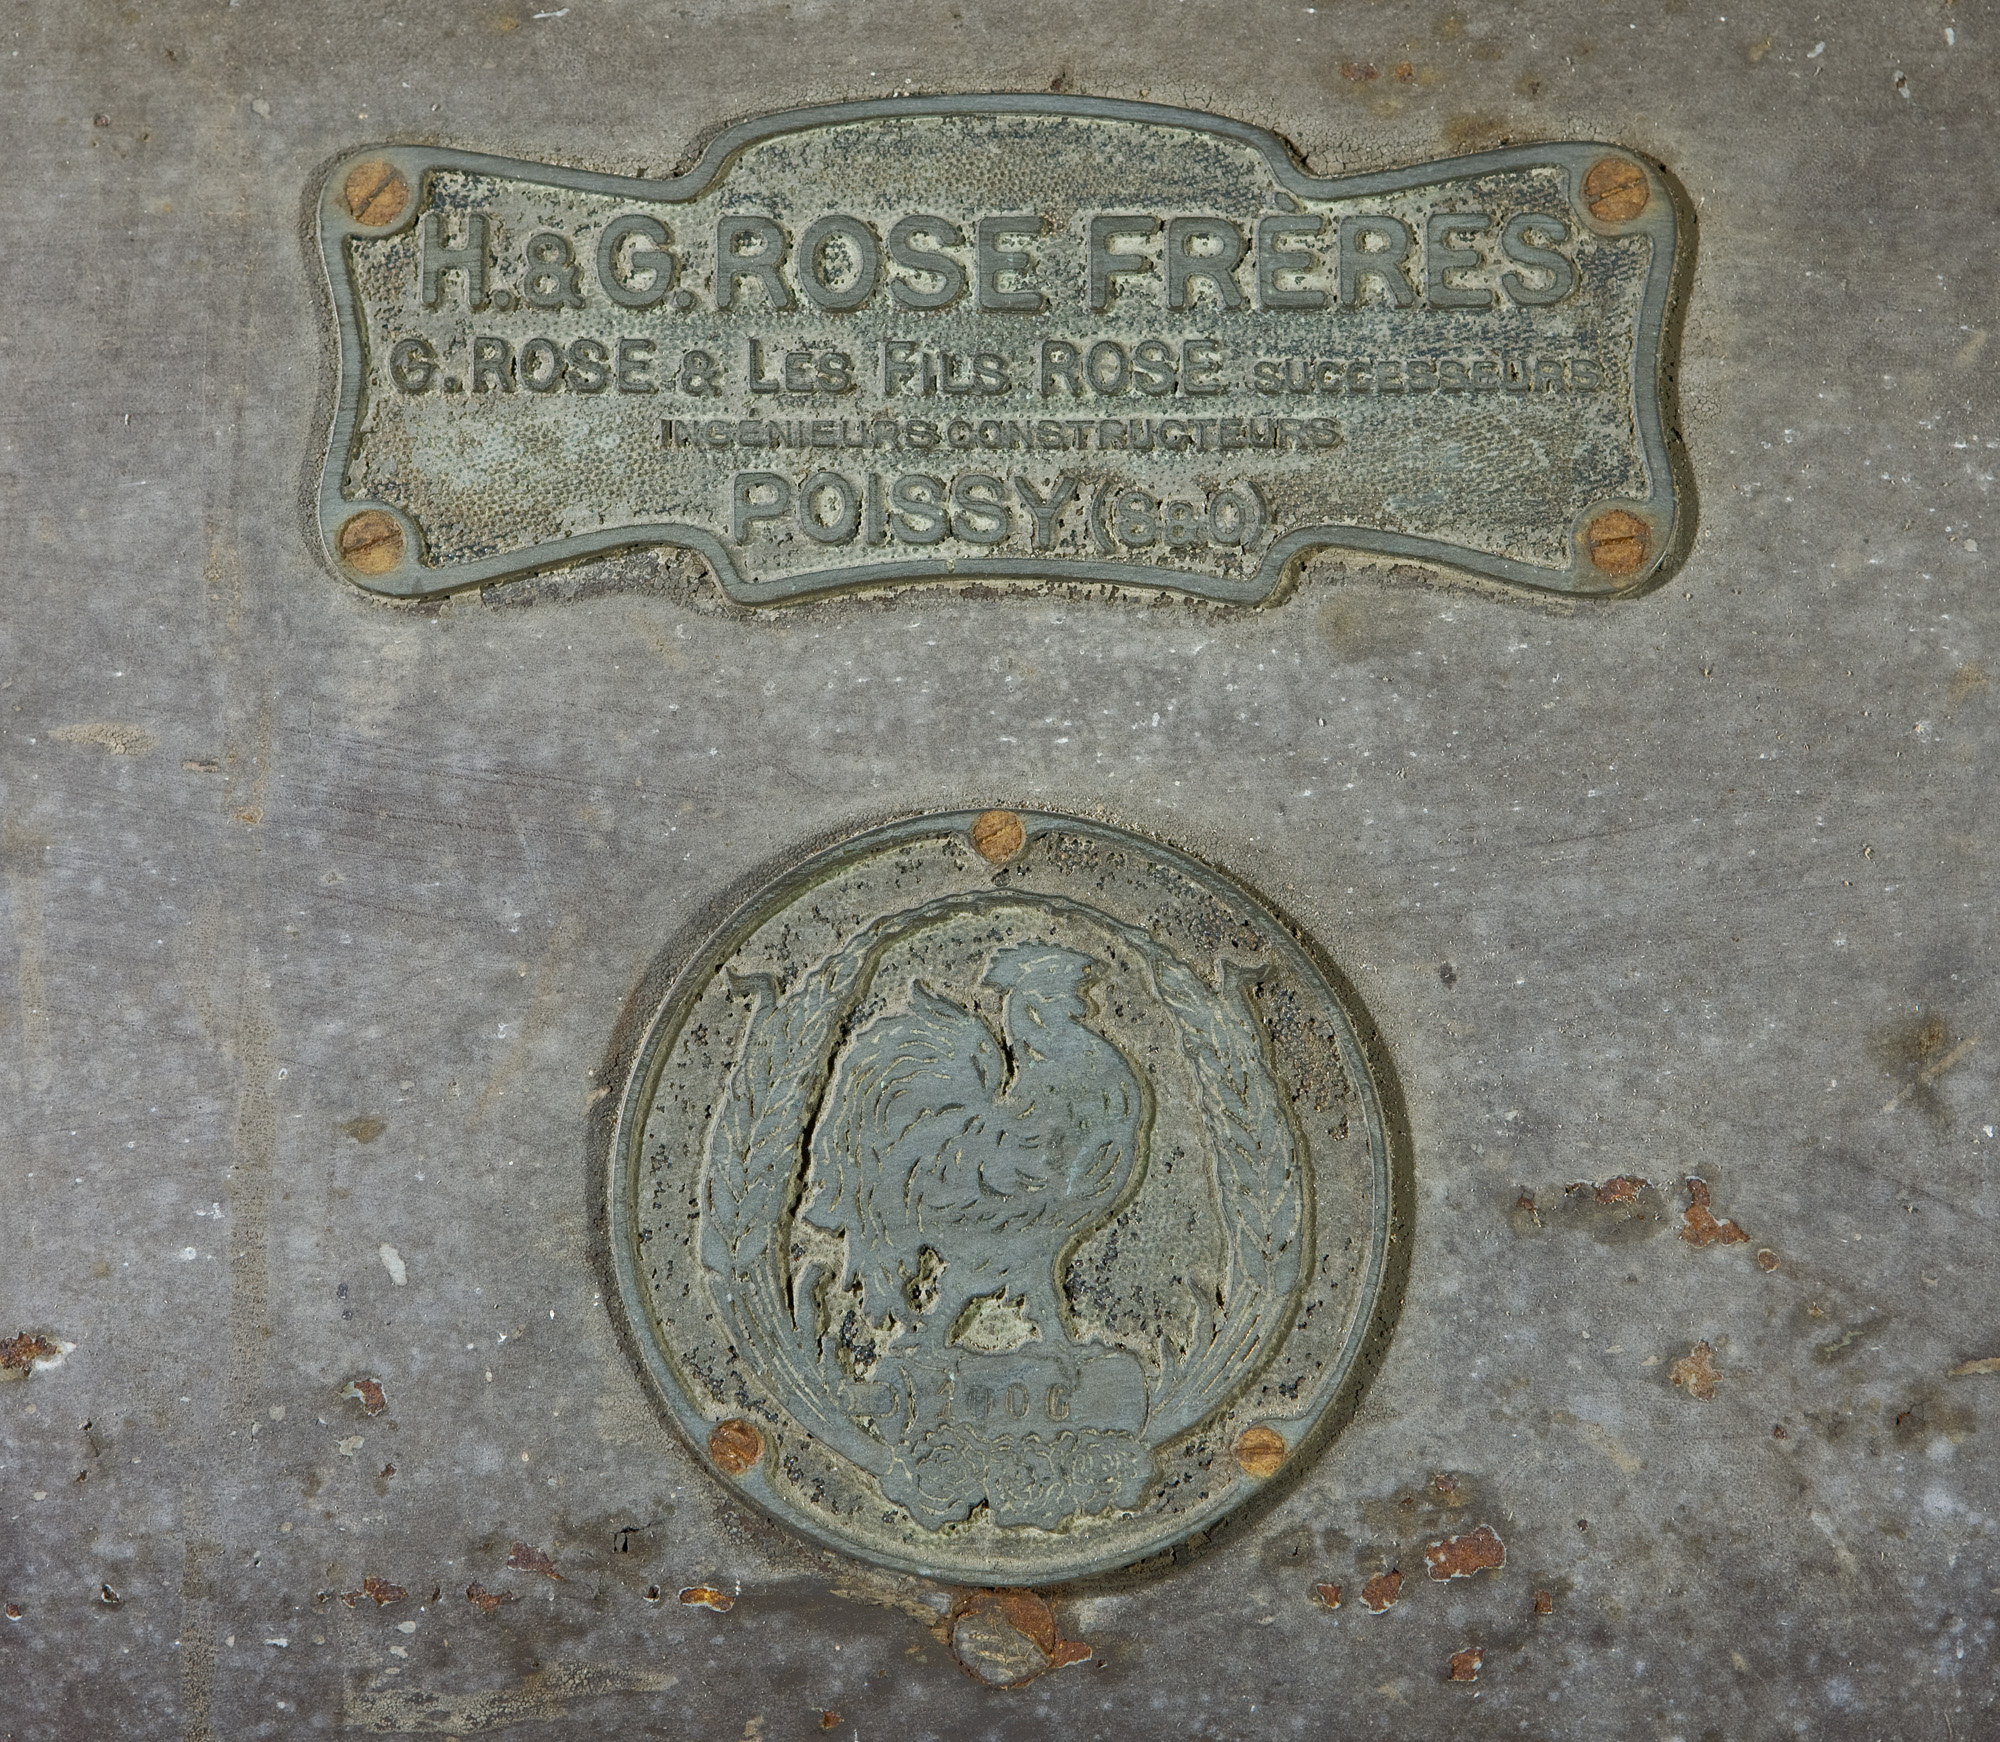 H. & G. ROSE FRÈRES
G. ROSE & LES FILS ROSE SUCCESSEURS
INGÉNIEURS CONSTRUCTEURS
POISSY (S&O)